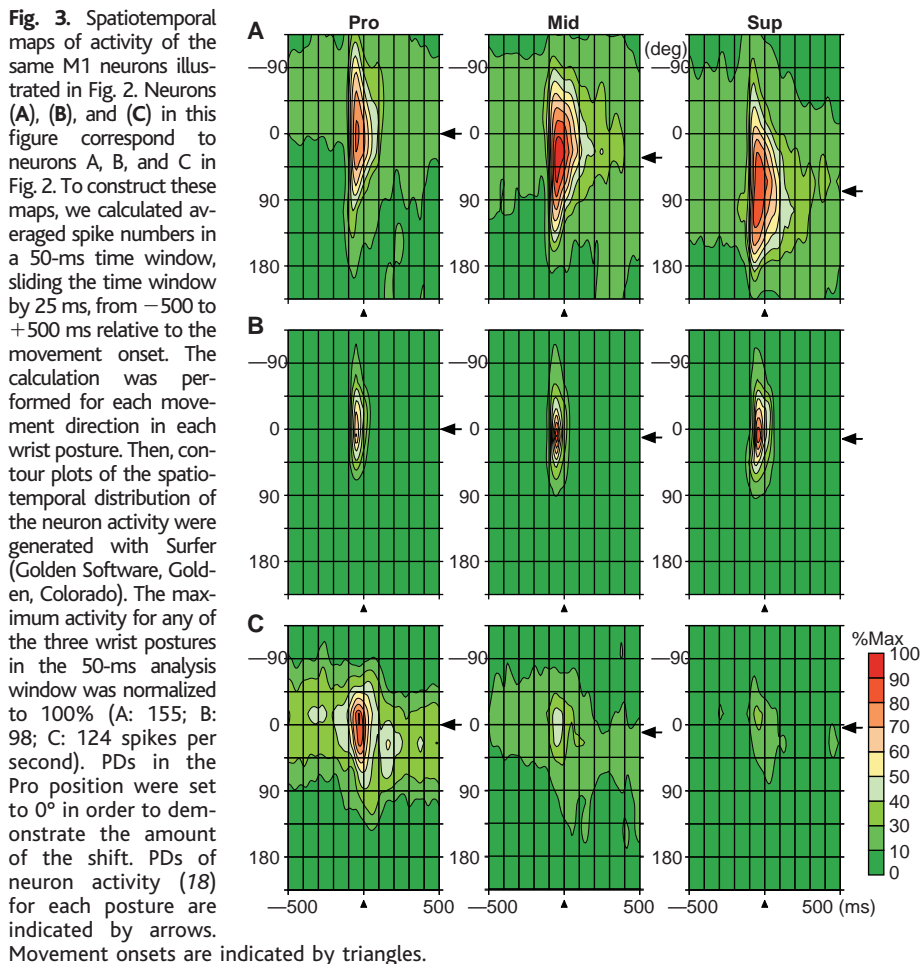 Fig. 3. Spatiotemporal
maps of activity of the
same M1 neurons illus-
trated in Fig. 2. Neurons
(A), (B), and (C) in this
figure correspond to
neurons A, B, and C in
Fig. 2. To construct these
maps, we calculated av-
eraged spike numbers in
a 50-ms time window,
sliding the time window
by 25 ms, from −500 to
+500 ms relative to the
movement onset. The
calculation was per-
formed for each move-
ment direction in each
wrist posture. Then, con-
tour plots of the spatio-
temporal distribution of
the neuron activity were
generated with Surfer
(Golden Software, Gold-
en, Colorado). The max-
imum activity for any of
the three wrist postures
in the 50-ms analysis
window was normalized
to 100% (A: 155; B:
98; C: 124 spikes per
second). PDs in the
Pro position were set
to 0° in order to dem-
onstrate the amount
of the shift. PDs of
neuron activity (18)
for each posture are
indicated by arrows.
Movement onsets are indicated by triangles.
Pro Mid Sup
A
(deg)
—90 —90 —90
0 0 0
90 90 90
180 180 180
B
—90 —90 —90
0 0 0
90 90 90
180 180 180
C
—90 —90 —90
0 0 0
90 90 90
180 180 180
—500 500 —500 500 —500 500 (ms)
%Max
100
90
80
70
60
50
40
30
20
10
0